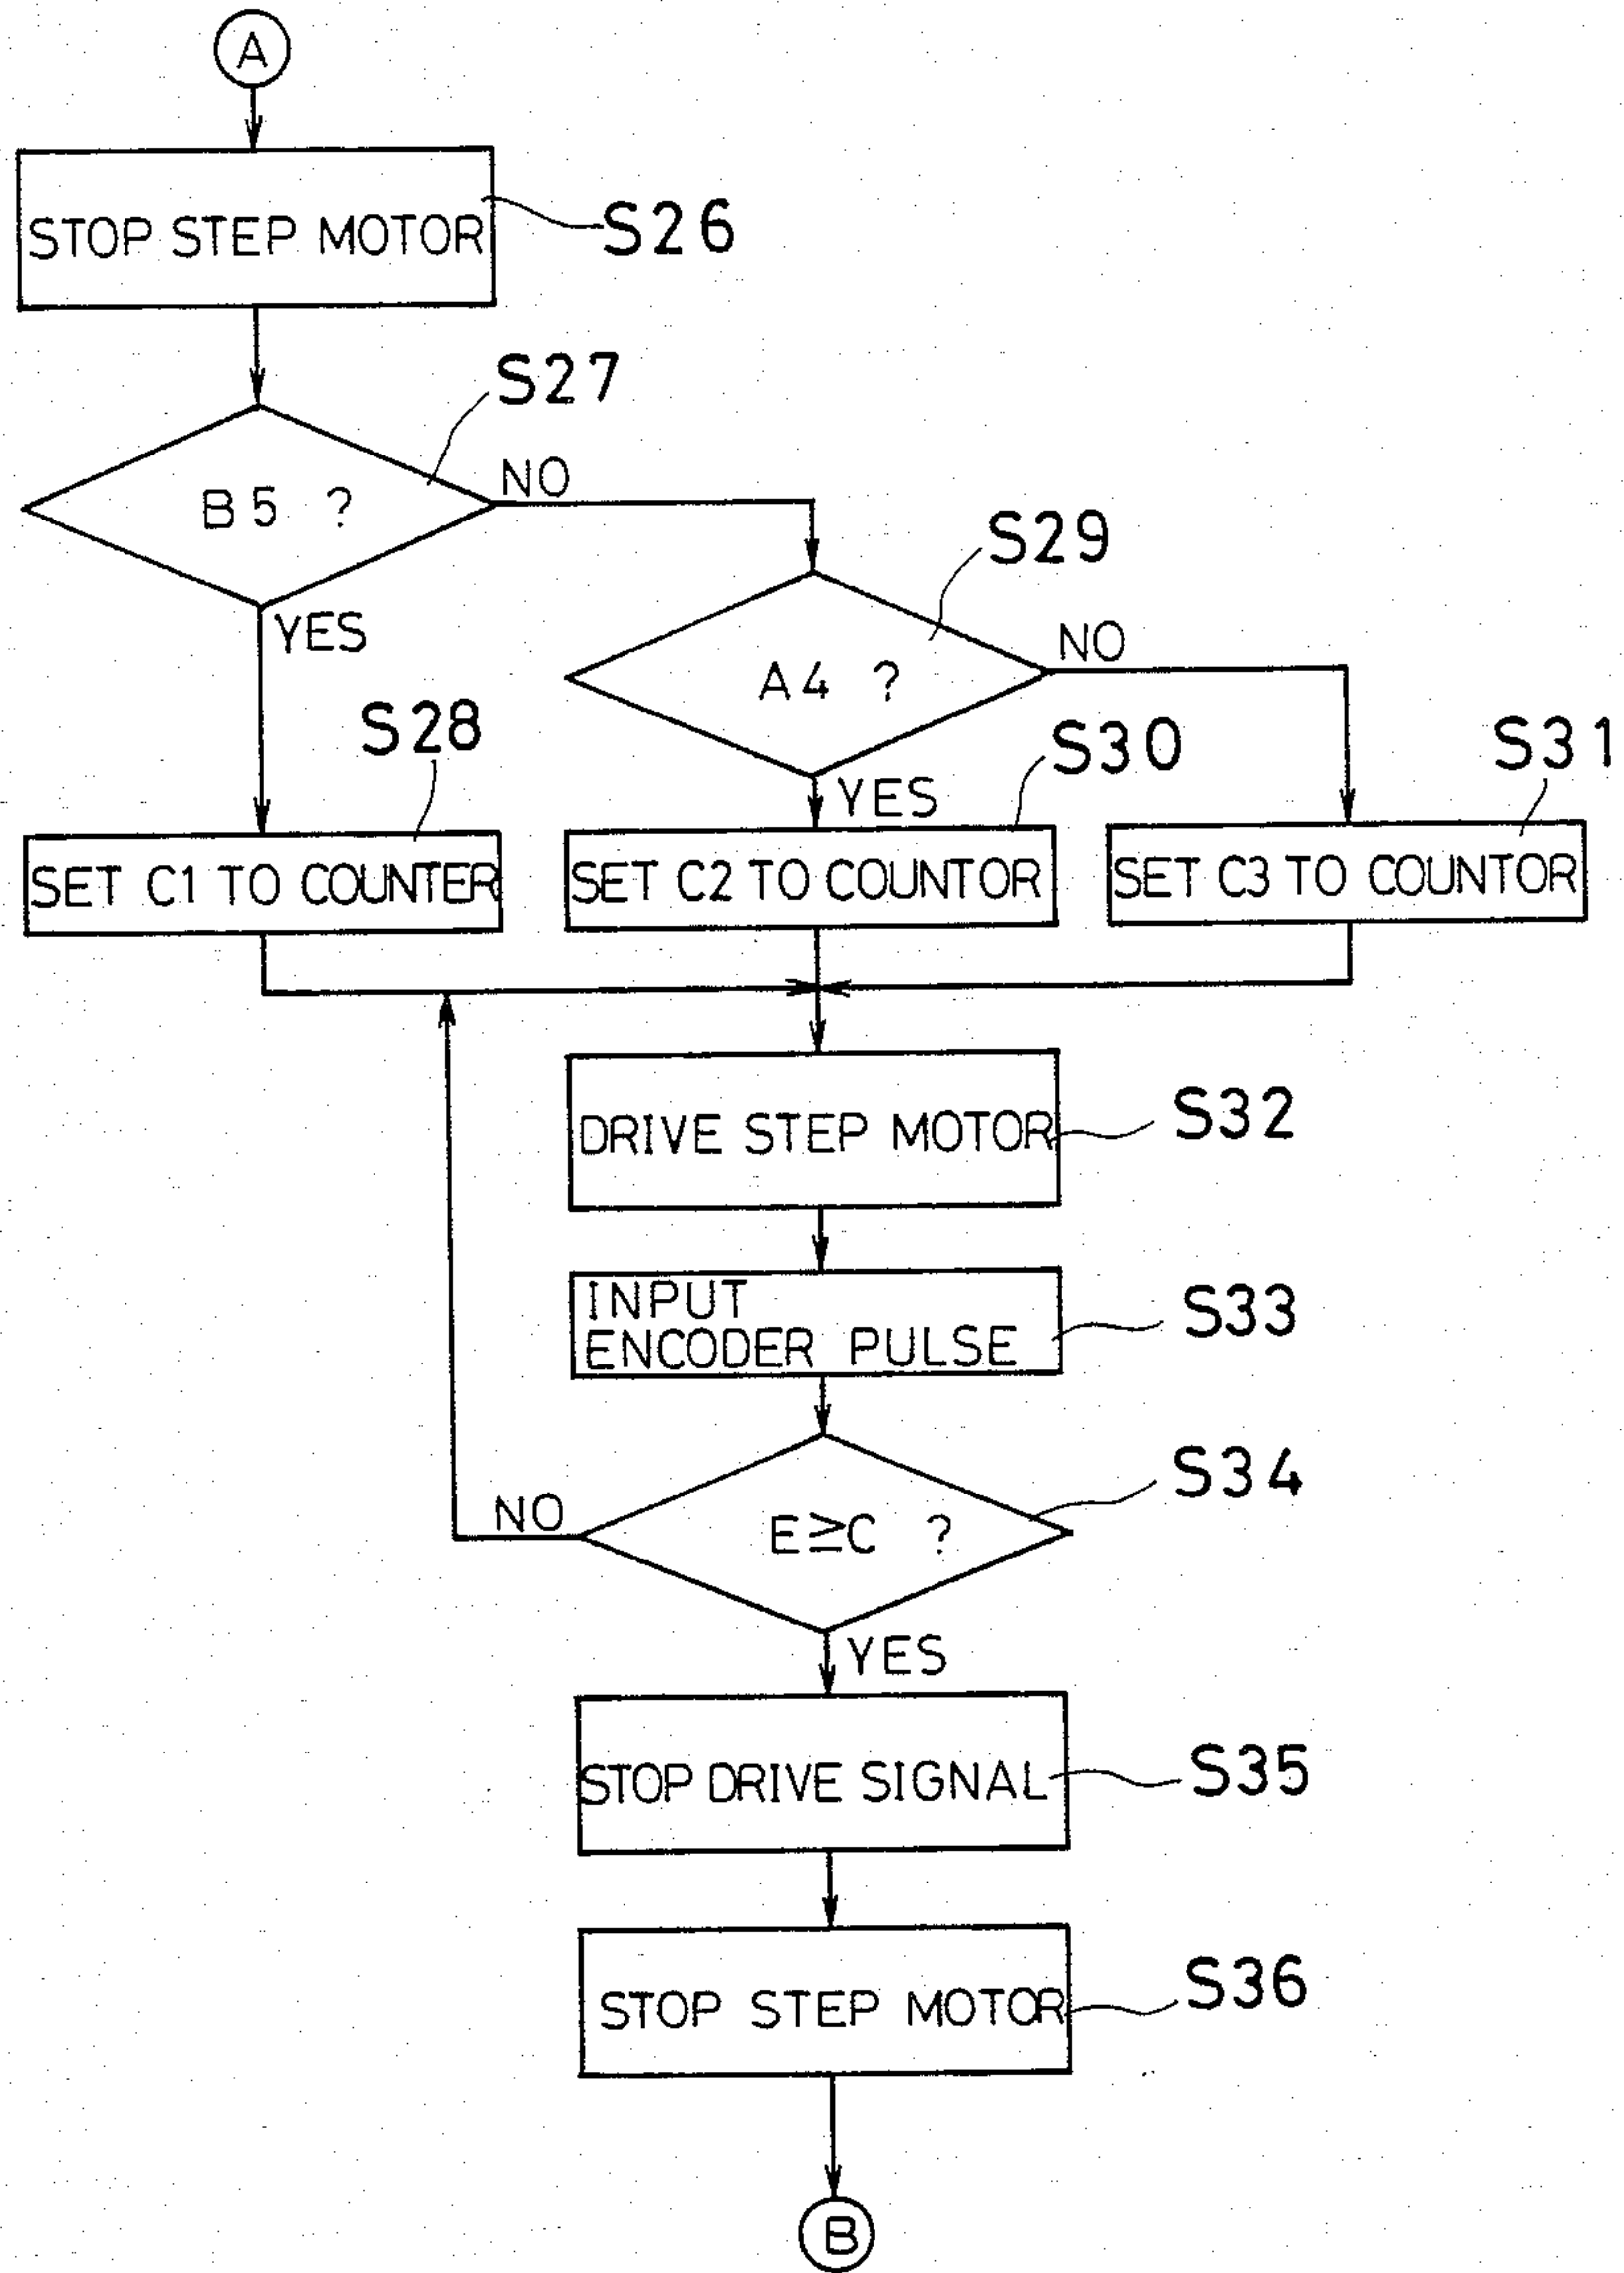 A
STOP STEP MOTOR
S26
S27
B5 ?
NO
YES
S29
A4 ?
NO
YES
S28
SET C1 TO COUNTER
S30
SET C2 TO COUNTOR
S31
SET C3 TO COUNTOR
DRIVE STEP MOTOR
S32
INPUT
ENCODER PULSE
S33
S34
E≧C ?
NO
YES
STOP DRIVE SIGNAL
S35
STOP STEP MOTOR
S36
B